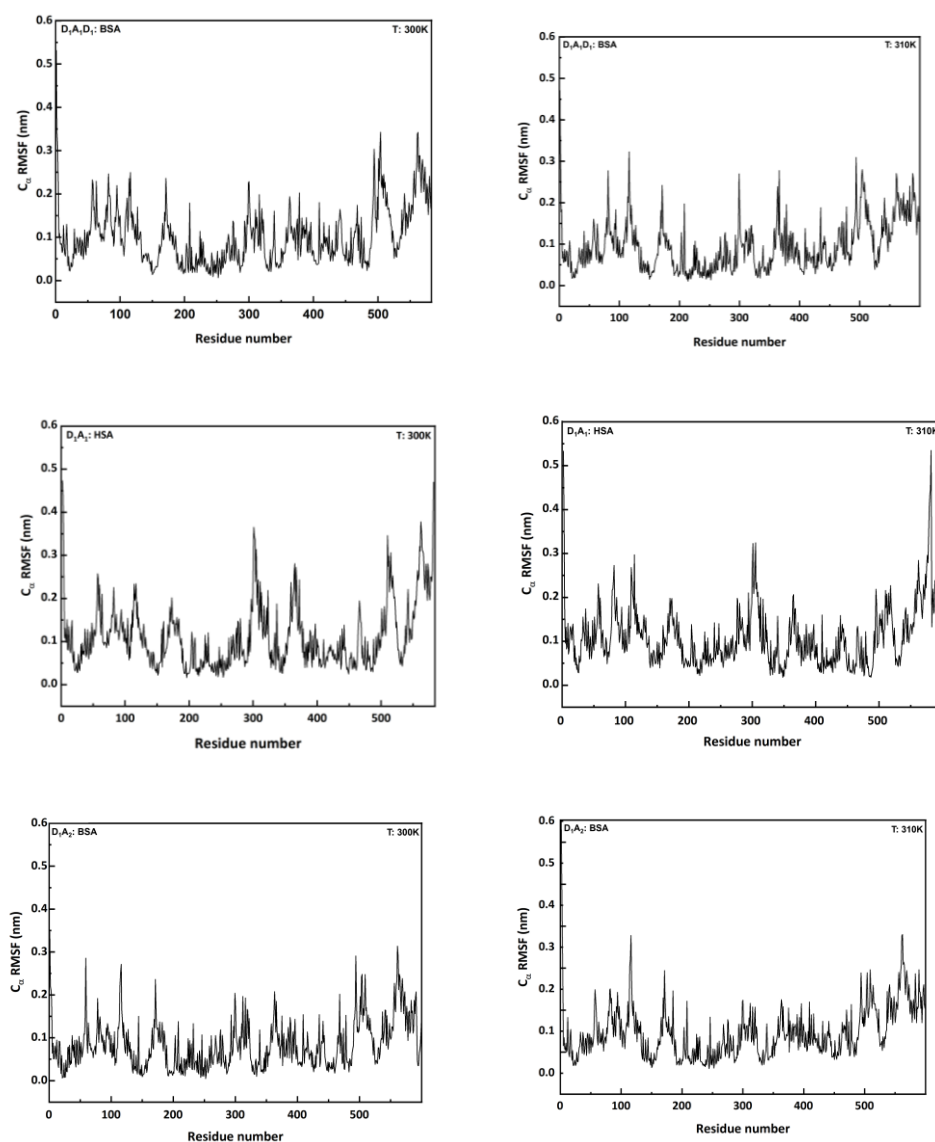 D₁A₁D₁: BSA T: 300K
0.6
0.5
0.4
0.3
0.2
0.1
0.0
Cα RMSF (nm)
0 100 200 300 400 500
Residue number
D₁A₁D₁: BSA T: 310K
0.6
0.5
0.4
0.3
0.2
0.1
0.0
Cα RMSF (nm)
0 100 200 300 400 500
Residue number
D₁A₁: HSA T: 300K
0.6
0.5
0.4
0.3
0.2
0.1
0.0
Cα RMSF (nm)
0 100 200 300 400 500
Residue number
D₁A₁: HSA T: 310K
0.6
0.5
0.4
0.3
0.2
0.1
0.0
Cα RMSF (nm)
0 100 200 300 400 500
Residue number
D₁A₂: BSA T: 300K
0.6
0.5
0.4
0.3
0.2
0.1
0.0
Cα RMSF (nm)
0 100 200 300 400 500
Residue number
D₁A₂: BSA T: 310K
0.6
0.5
0.4
0.3
0.2
0.1
0.0
Cα RMSF (nm)
0 100 200 300 400 500
Residue number